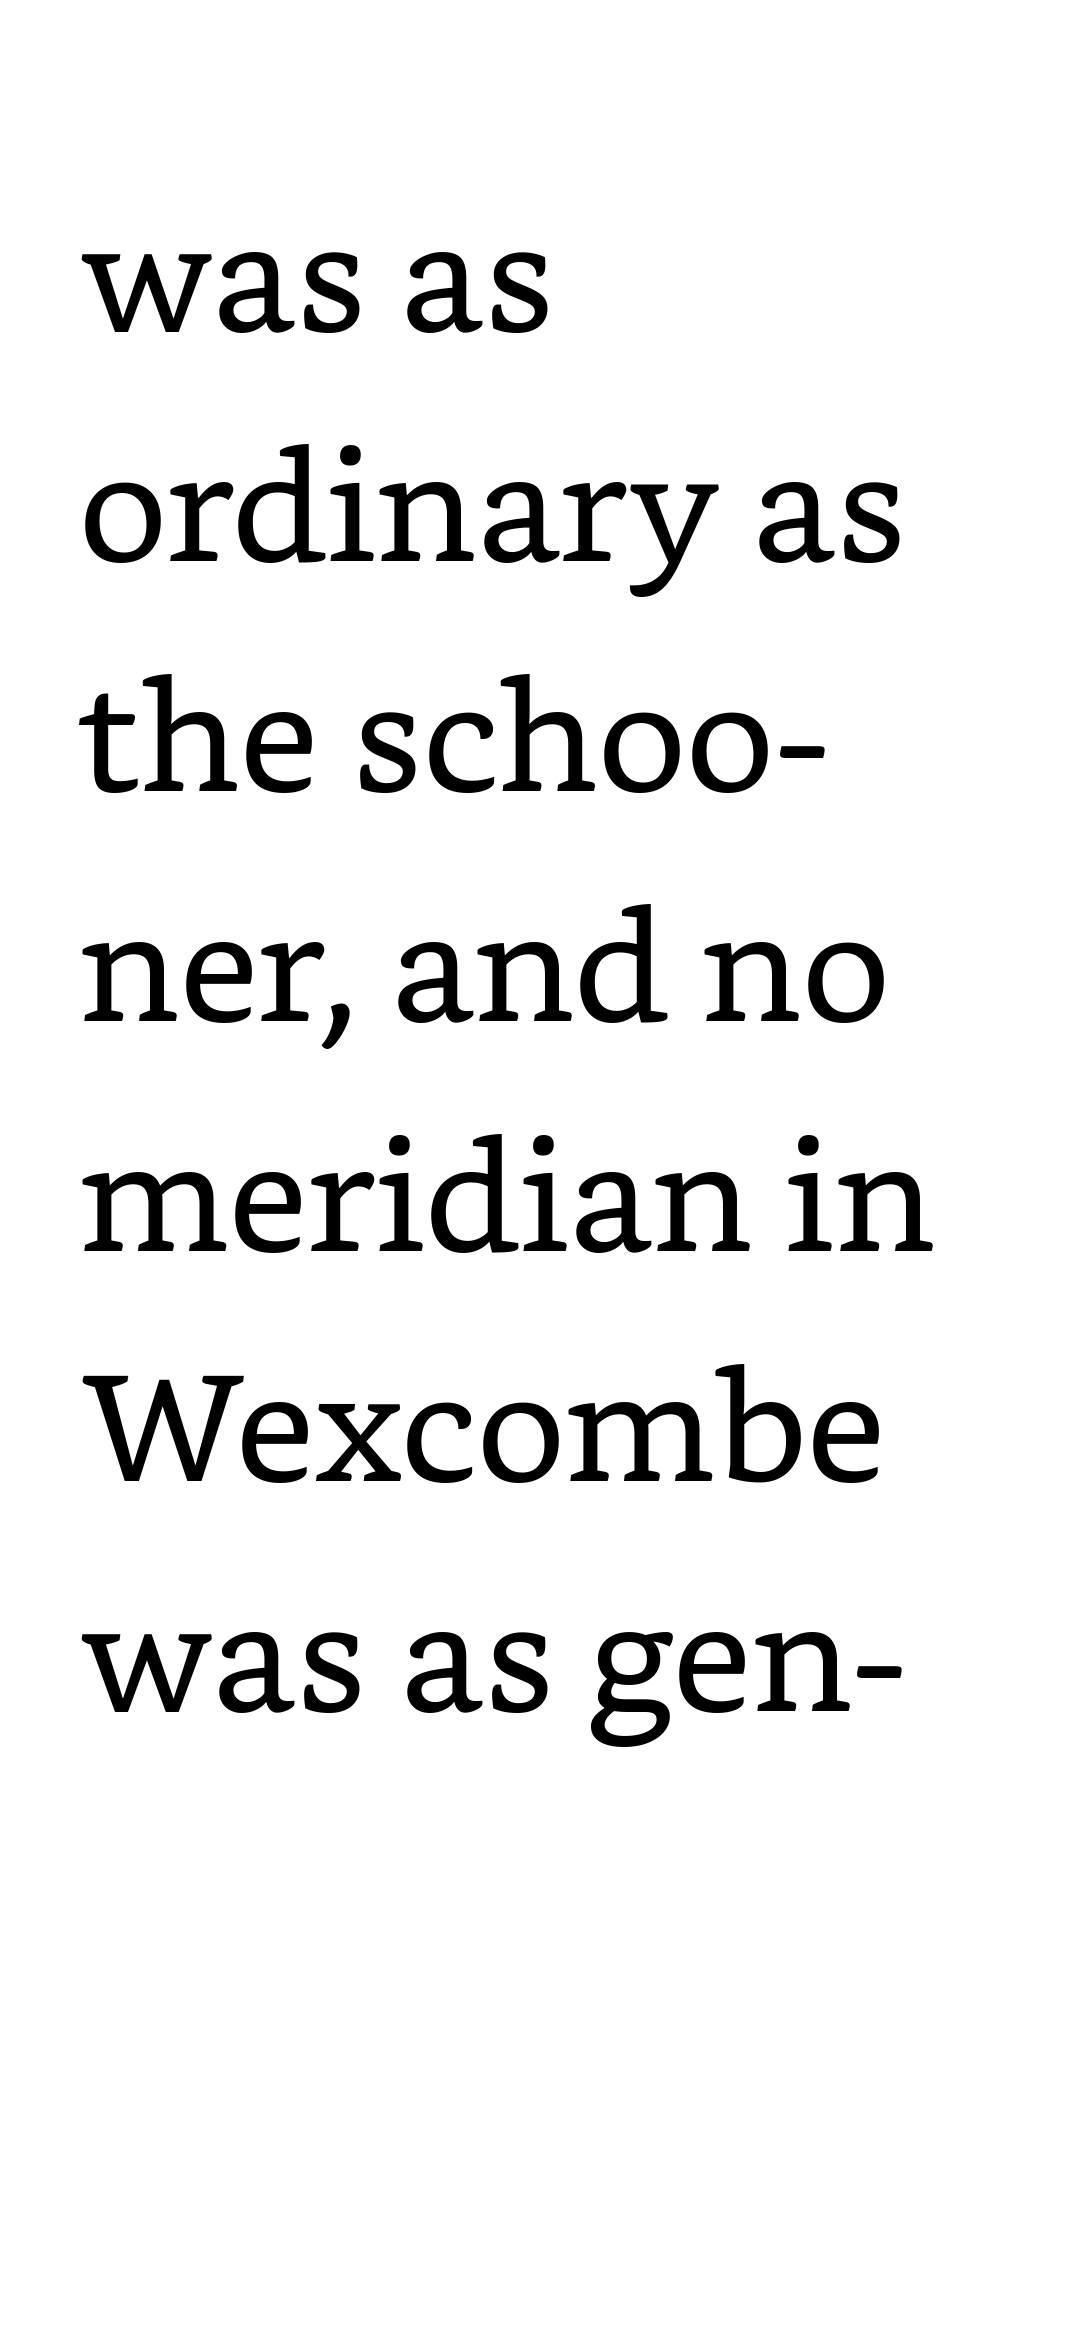 was as
ordinary as
the schoo-
ner, and no
meridian in
Wexcombe
was as gen-